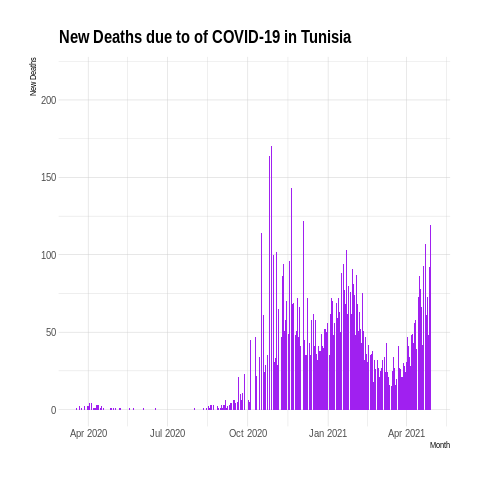 New Deaths due to of COVID-19 in Tunisia
New Deaths
200
150
100
50
0
Apr 2020 Jul 2020 Oct 2020 Jan 2021 Apr 2021
Month